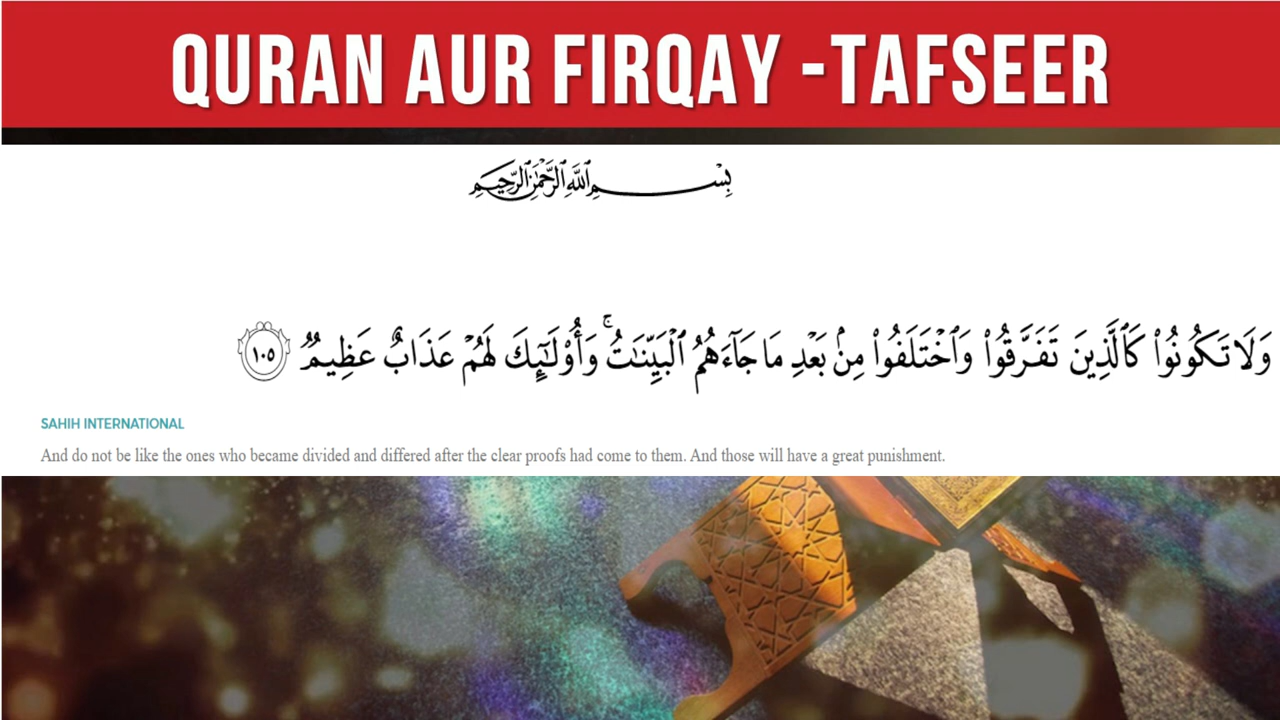 QURAN AUR FIRQAY -TAFSEER
بِسْمِ ٱللَّهِ ٱلرَّحْمَٰنِ ٱلرَّحِيمِ
وَلَا تَكُونُوا۟ كَٱلَّذِينَ تَفَرَّقُوا۟ وَٱخْتَلَفُوا۟ مِنۢ بَعْدِ مَا جَآءَهُمُ ٱلْبَيِّنَـٰتُ ۚ وَأُو۟لَـٰٓئِكَ لَهُمْ عَذَابٌ عَظِيمٌ ١٠٥
SAHIH INTERNATIONAL
And do not be like the ones who became divided and differed after the clear proofs had come to them. And those will have a great punishment.